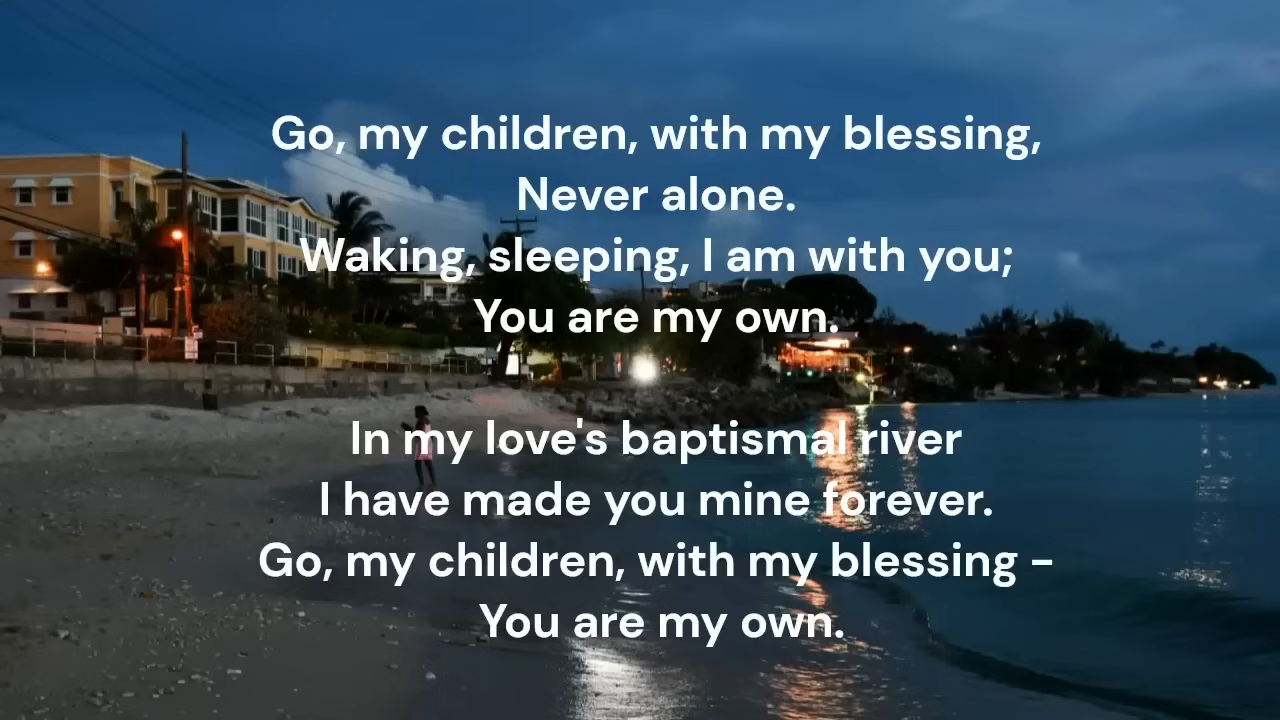 Go, my children, with my blessing,
Never alone.
Waking, sleeping, I am with you;
You are my own.
In my love's baptismal river
I have made you mine forever.
Go, my children, with my blessing -
You are my own.